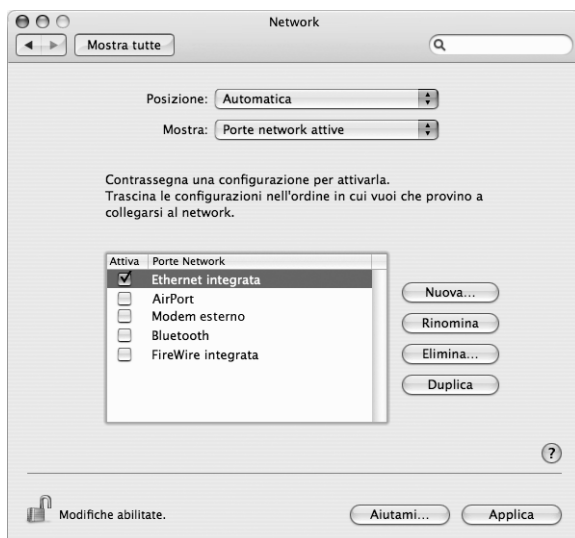 Network
Mostra tutte
Posizione: Automatica
Mostra: Porte network attive
Contrassegna una configurazione per attivarla.
Trascina le configurazioni nell'ordine in cui vuoi che provino a
collegarsi al network.
Attiva Porte Network
Ethernet integrata
AirPort
Modem esterno
Bluetooth
FireWire integrata
Nuova...
Rinomina
Elimina...
Duplica
?
Modifiche abilitate.
Aiutami...
Applica